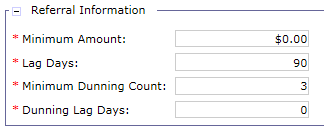 Referral Information
* Minimum Amount: $0.00
* Lag Days: 90
* Minimum Dunning Count: 3
* Dunning Lag Days: 0